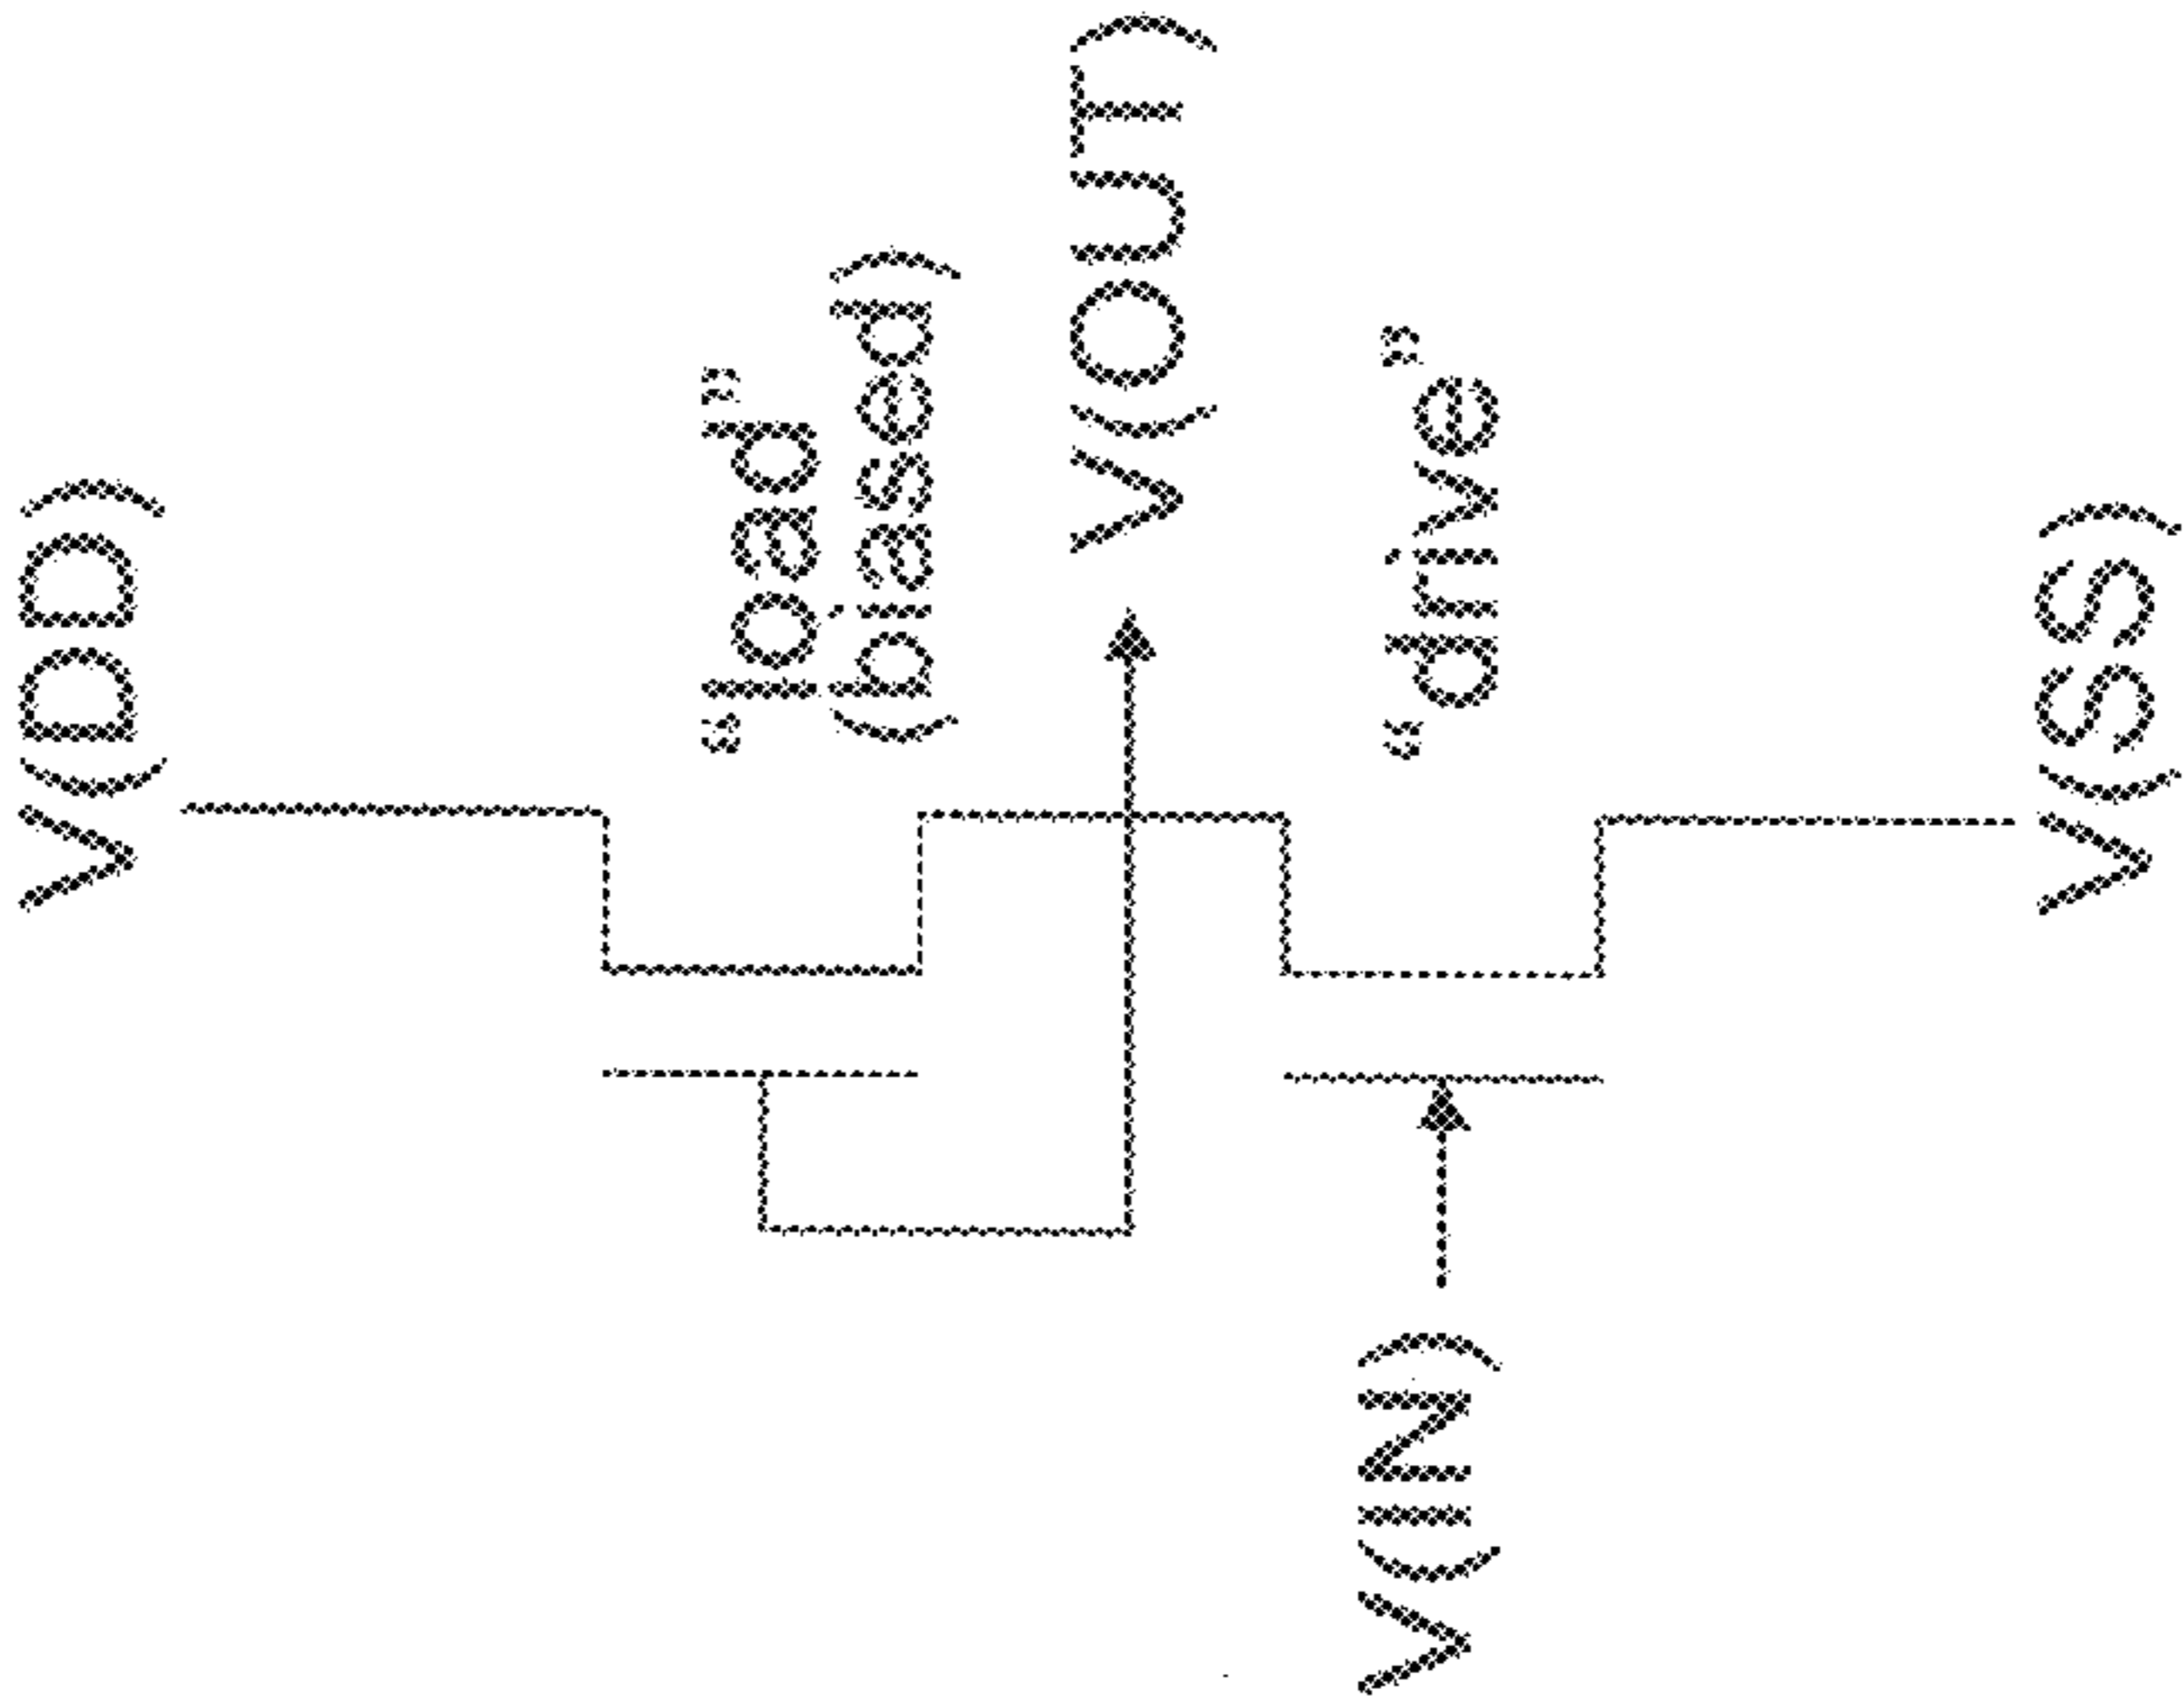 V(DD)
"load"
(biased)
V(OUT)
"drive"
V(IN)
V(SS)